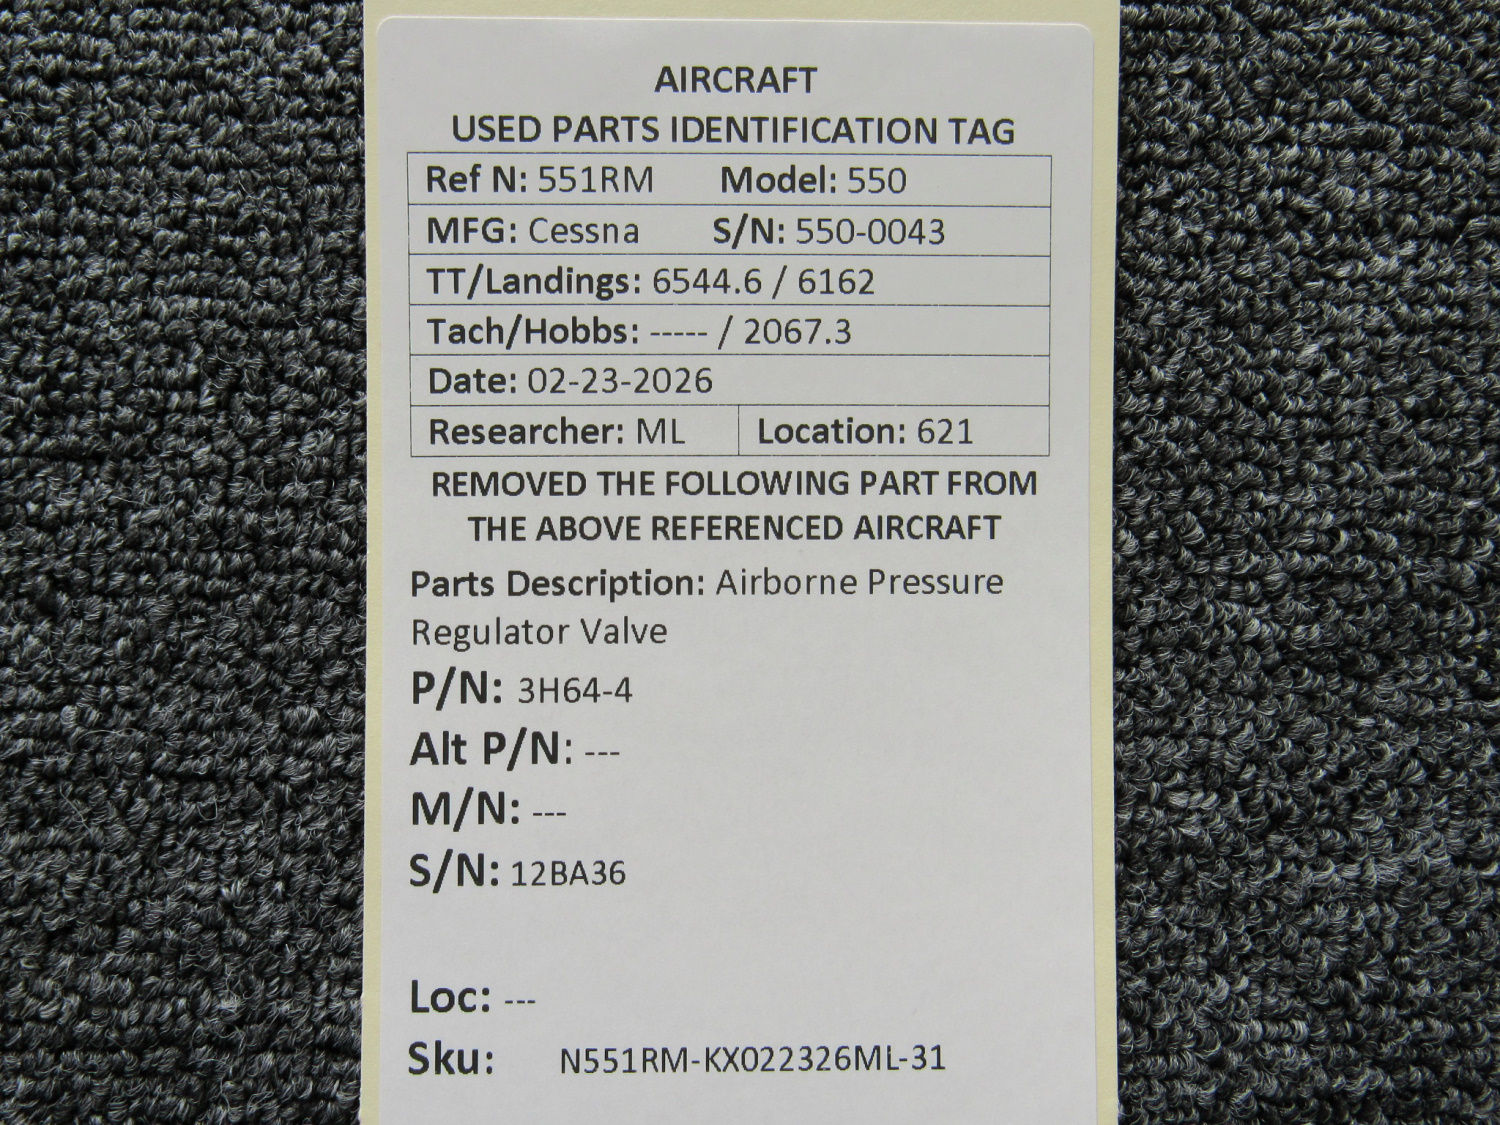 AIRCRAFT
USED PARTS IDENTIFICATION TAG
Ref N: 551RM Model: 550
MFG: Cessna S/N: 550-0043
TT/Landings: 6544.6 / 6162
Tach/Hobbs: ----- / 2067.3
Date: 02-23-2026
Researcher: ML Location: 621
REMOVED THE FOLLOWING PART FROM
THE ABOVE REFERENCED AIRCRAFT
Parts Description: Airborne Pressure
Regulator Valve
P/N: 3H64-4
Alt P/N: ---
M/N: ---
S/N: 12BA36
Loc: ---
Sku: N551RM-KX022326ML-31